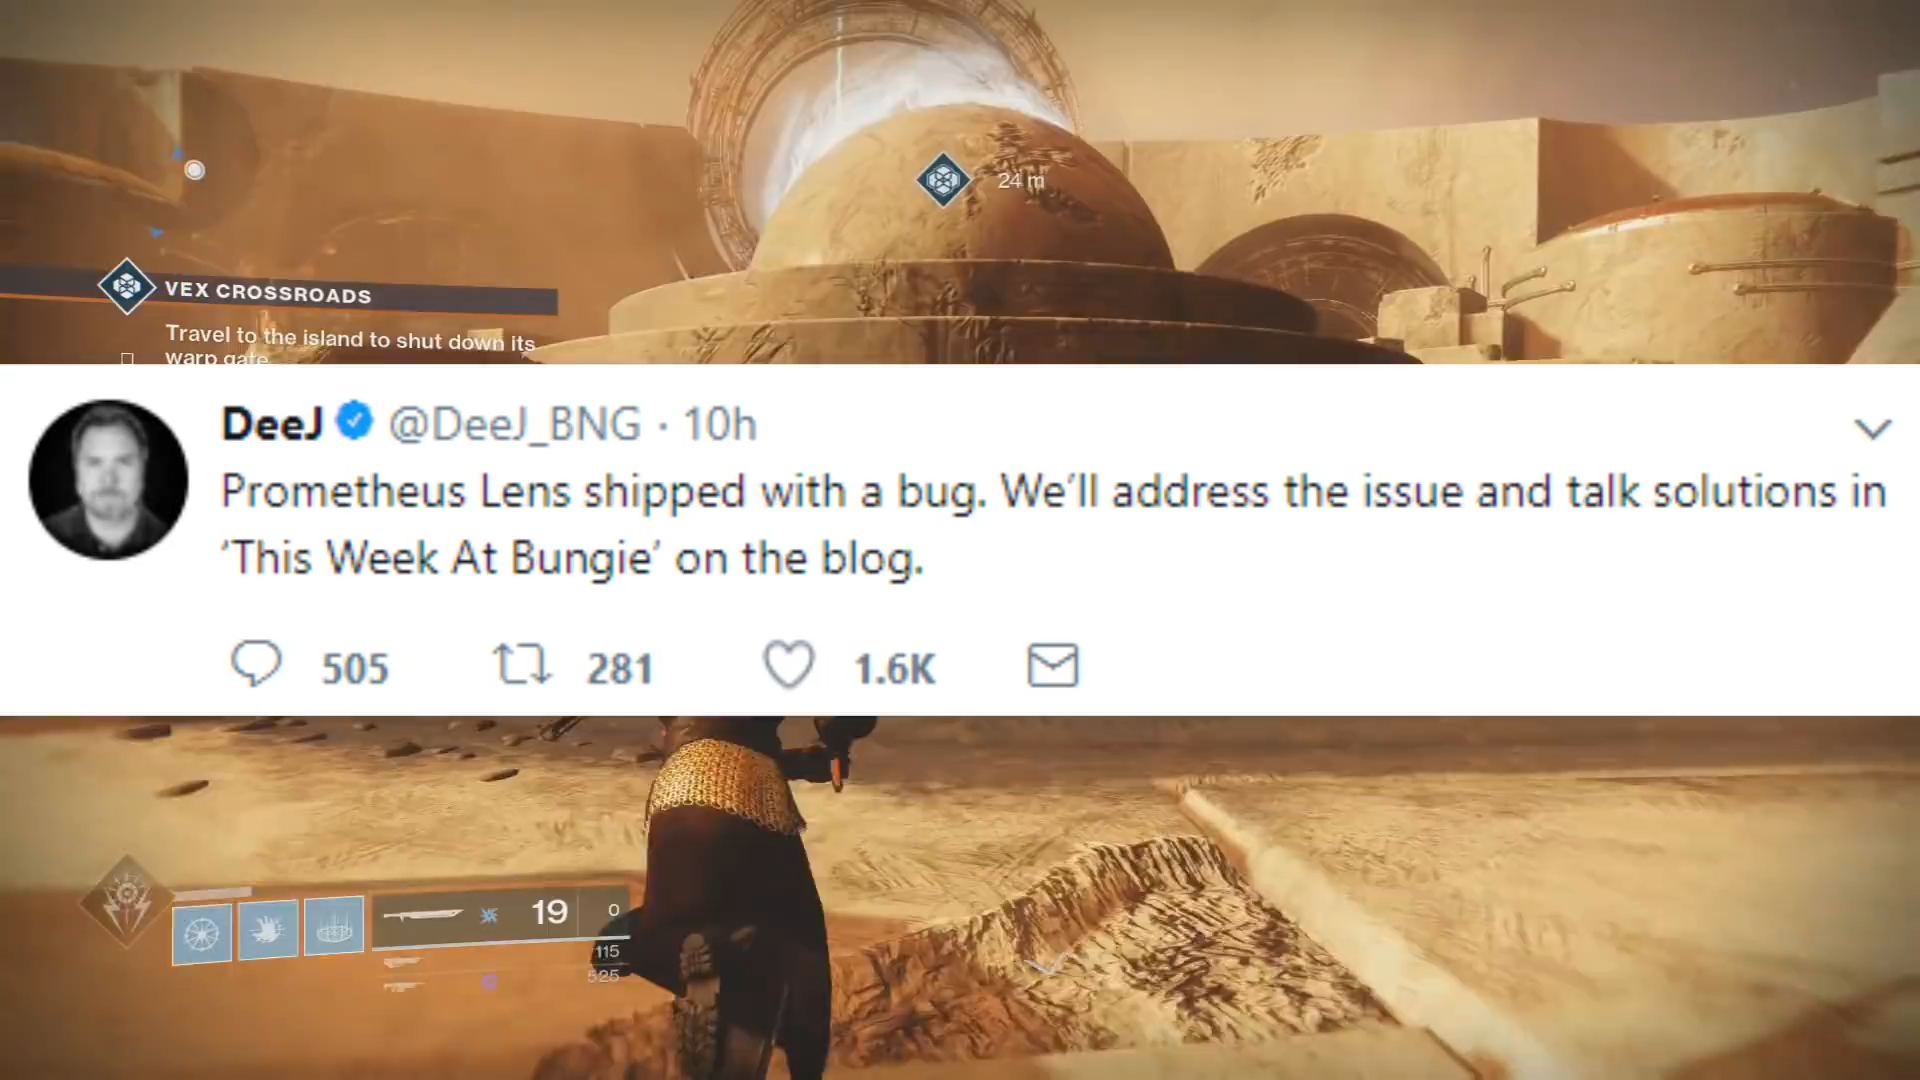 24 m
VEX CROSSROADS
Travel to the island to shut down its
warp gate
DeeJ @DeeJ_BNG · 10h
Prometheus Lens shipped with a bug. We'll address the issue and talk solutions in
'This Week At Bungie' on the blog.
505 281 1.6K
19 0
115
525